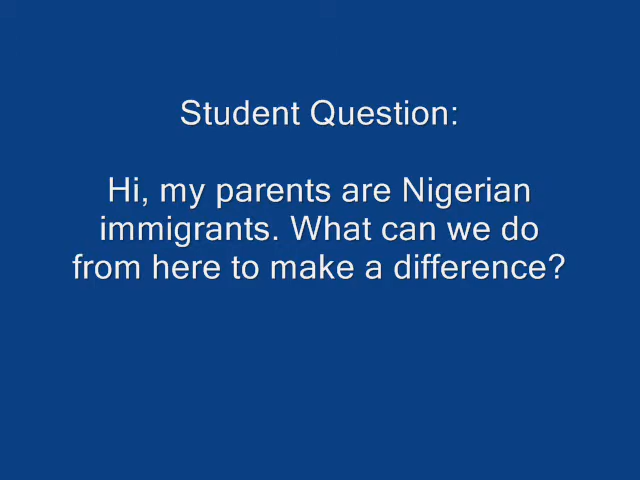 Student Question:
Hi, my parents are Nigerian
immigrants. What can we do
from here to make a difference?